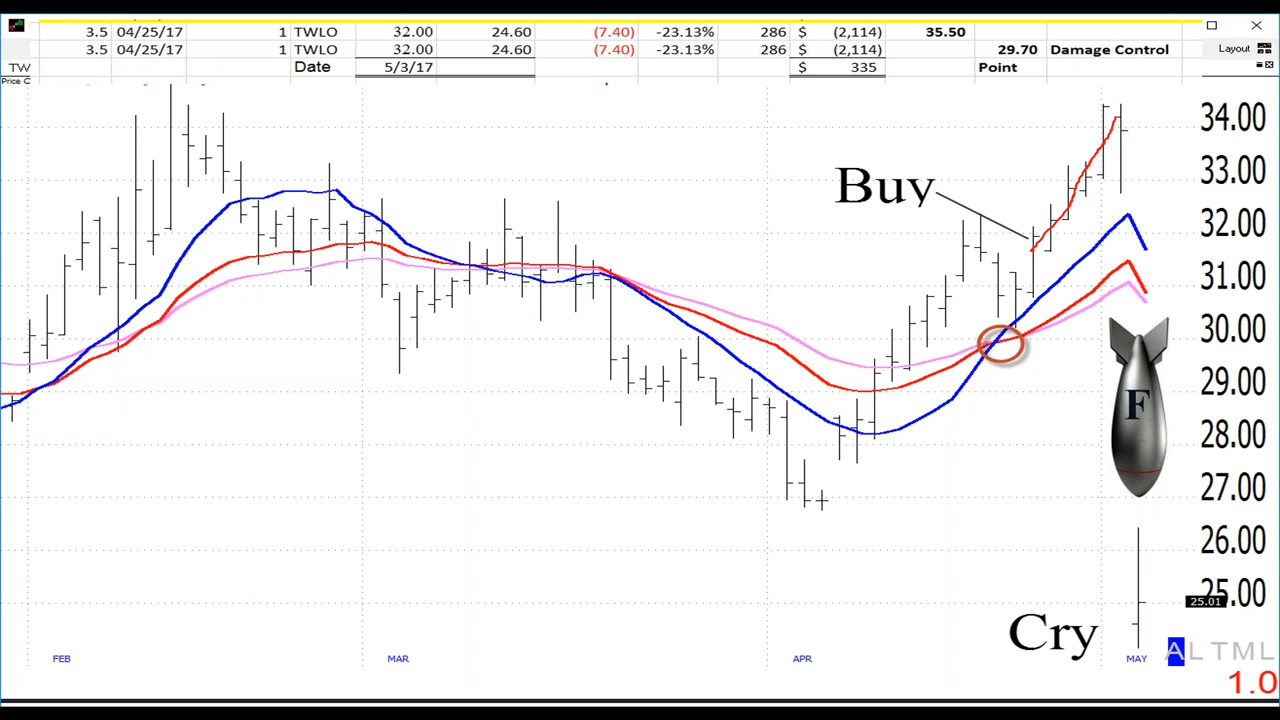 3.5 04/25/17 1 TWLO 32.00 24.60 (7.40) -23.13% 286 $ (2,114) 35.50
3.5 04/25/17 1 TWLO 32.00 24.60 (7.40) -23.13% 286 $ (2,114) 29.70 Damage Control
Layout
TW Date 5/3/17 $ 335 Point
Price C
34.00
33.00
Buy
32.00
31.00
30.00
29.00
F
28.00
27.00
26.00
25.00
25.01
Cry
FEB MAR APR MAY
ALTML
1.0